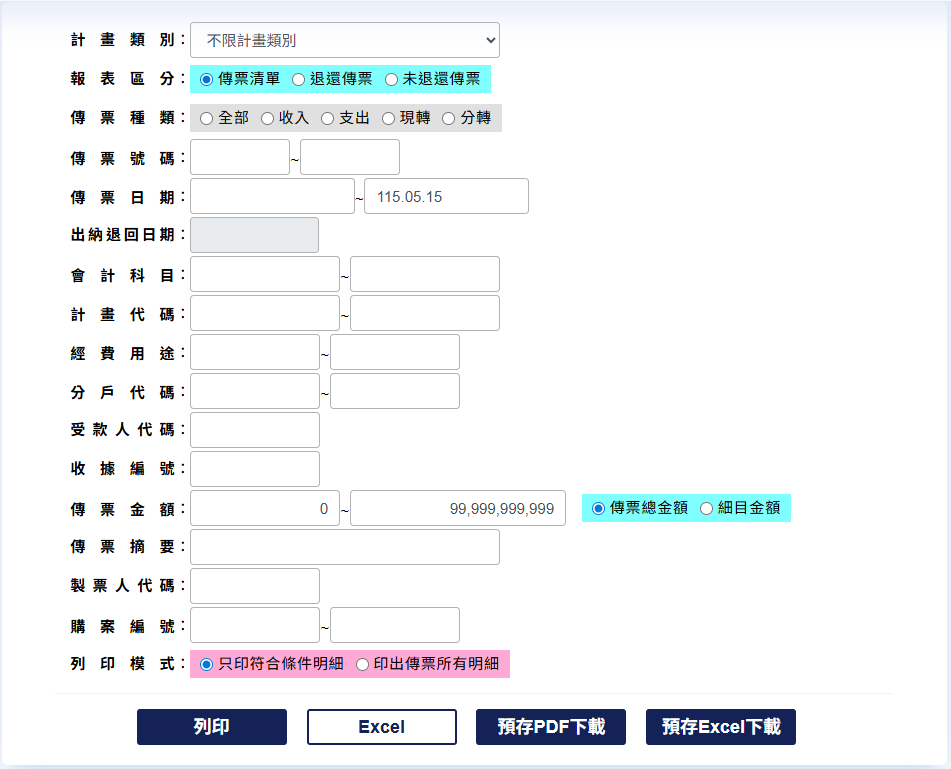 計畫類別： 不限計畫類別
報表區分： 傳票清單 退還傳票 未退還傳票
傳票種類： 全部 收入 支出 現轉 分轉
傳票號碼： ~
傳票日期： ~ 115.05.15
出納退回日期：
會計科目： ~
計畫代碼： ~
經費用途： ~
分戶代碼： ~
受款人代碼：
收據編號：
傳票金額： 0 ~ 99,999,999,999 傳票總金額 細目金額
傳票摘要：
製票人代碼：
購案編號： ~
列印模式： 只印符合條件明細 印出傳票所有明細
列印 Excel 預存PDF下載 預存Excel下載